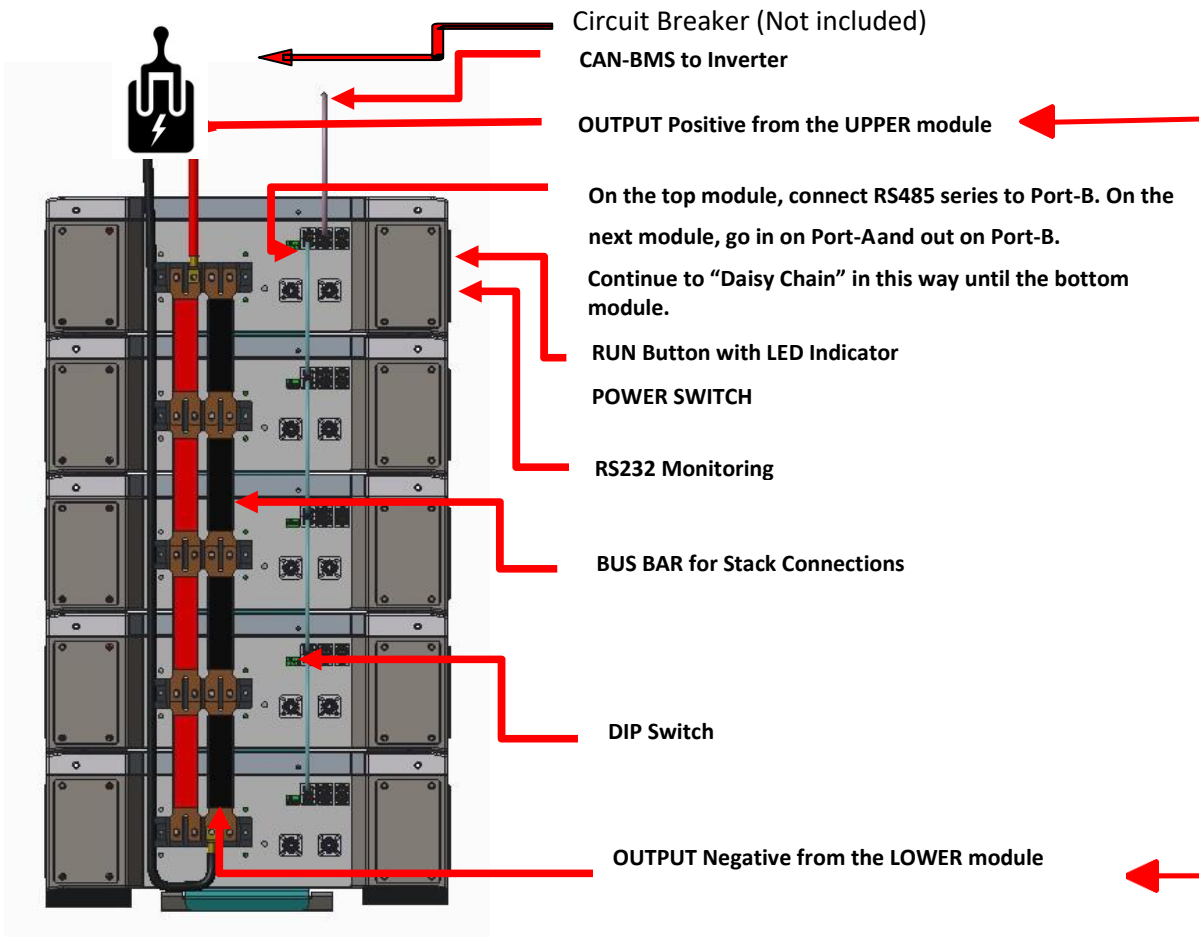 Circuit Breaker (Not included)
CAN-BMS to Inverter
OUTPUT Positive from the UPPER module
On the top module, connect RS485 series to Port-B. On the
next module, go in on Port-Aand out on Port-B.
Continue to “Daisy Chain” in this way until the bottom
module.
RUN Button with LED Indicator
POWER SWITCH
RS232 Monitoring
BUS BAR for Stack Connections
DIP Switch
OUTPUT Negative from the LOWER module